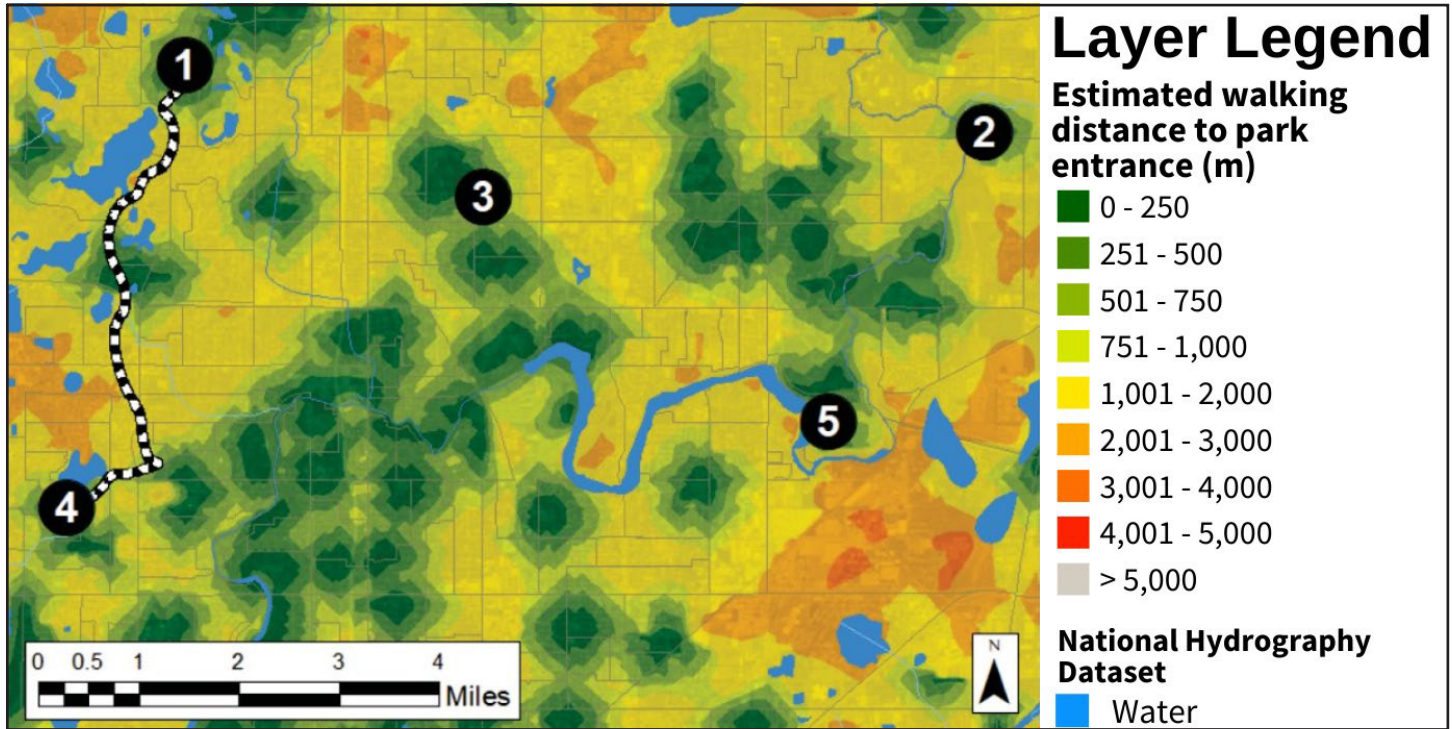 1
2
3
4
5
0 0.5 1 2 3 4
Miles
N
Layer Legend
Estimated walking
distance to park
entrance (m)
0 - 250
251 - 500
501 - 750
751 - 1,000
1,001 - 2,000
2,001 - 3,000
3,001 - 4,000
4,001 - 5,000
> 5,000
National Hydrography
Dataset
Water